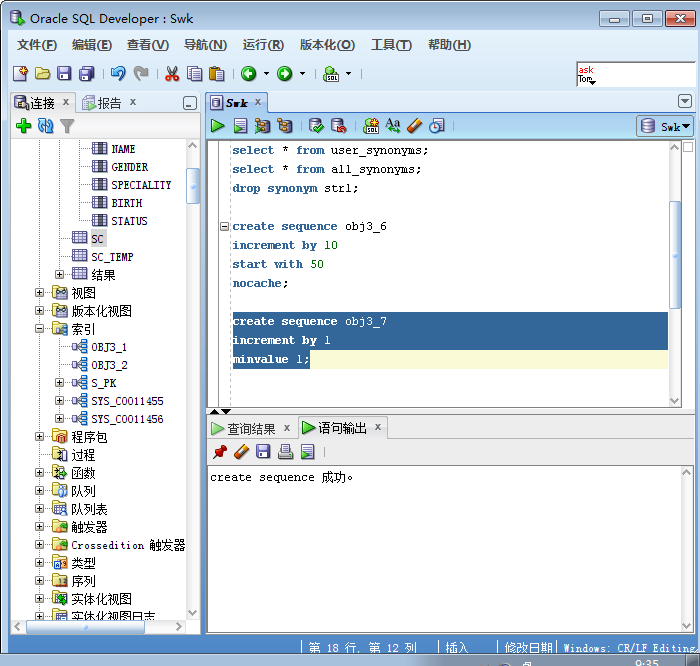 Oracle SQL Developer : Swk
文件(F) 编辑(E) 查看(V) 导航(N) 运行(R) 版本化(O) 工具(T) 帮助(H)
ask
Tom
连接 x 报告 x
Swk x
Swk
NAME
GENDER
SPECIALITY
BIRTH
STATUS
SC
SC_TEMP
结果
视图
版本化视图
索引
OBJ3_1
OBJ3_2
S_PK
SYS_C0011455
SYS_C0011456
程序包
过程
函数
队列
队列表
触发器
Crossedition 触发器
类型
序列
实体化视图
实体化视图日志
select * from user_synonyms;
select * from all_synonyms;
drop synonym strl;
create sequence obj3_6
increment by 10
start with 50
nocache;
create sequence obj3_7
increment by 1
minvalue 1;
查询结果 x 语句输出 x
create sequence 成功。
第 18 行, 第 12 列 插入 修改日期 Windows: CR/LF Editing
9:35